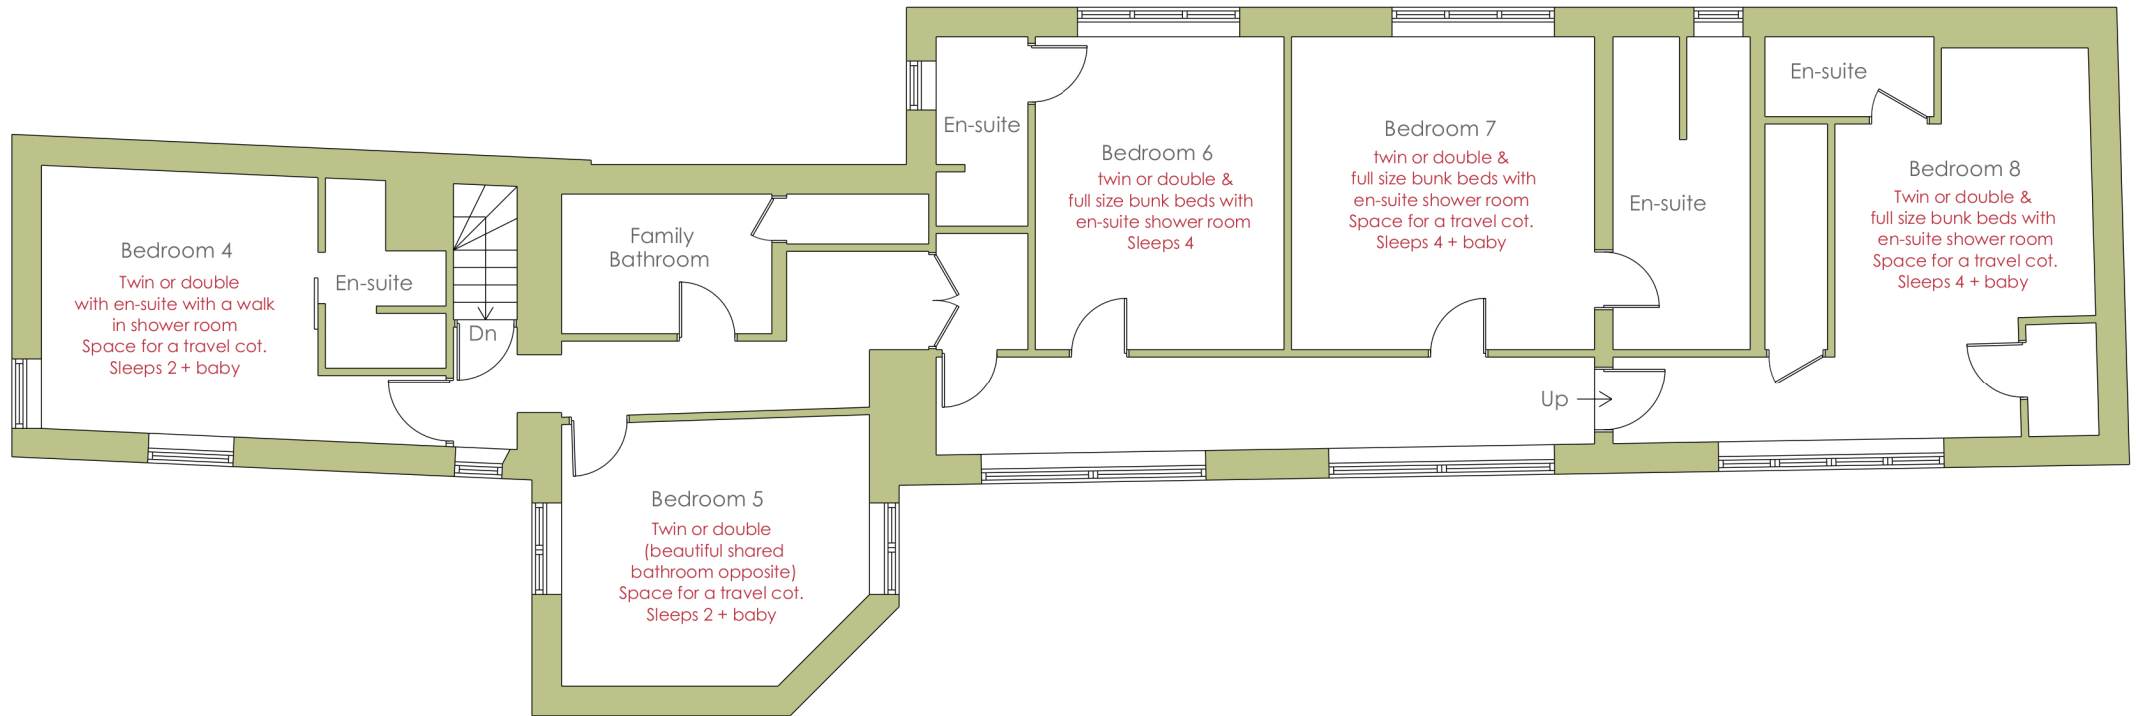 Bedroom 4
Twin or double
with en-suite with a walk
in shower room
Space for a travel cot.
Sleeps 2 + baby
En-suite
Dn
Family
Bathroom
Bedroom 5
Twin or double
(beautiful shared
bathroom opposite)
Space for a travel cot.
Sleeps 2 + baby
En-suite
Bedroom 6
twin or double &
full size bunk beds with
en-suite shower room
Sleeps 4
Bedroom 7
twin or double &
full size bunk beds with
en-suite shower room
Space for a travel cot.
Sleeps 4 + baby
En-suite
Up
En-suite
Bedroom 8
Twin or double &
full size bunk beds with
en-suite shower room
Space for a travel cot.
Sleeps 4 + baby